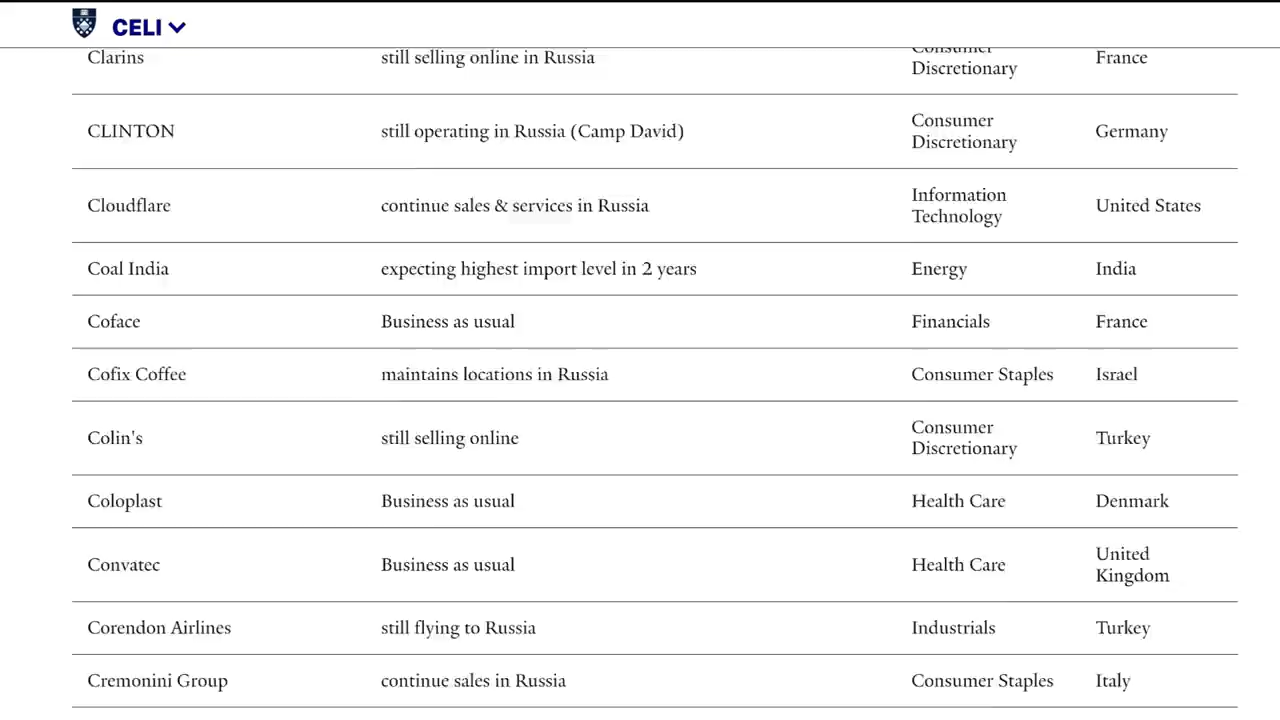 CELI
Clarins still selling online in Russia Consumer Discretionary France
CLINTON still operating in Russia (Camp David) Consumer Discretionary Germany
Cloudflare continue sales & services in Russia Information Technology United States
Coal India expecting highest import level in 2 years Energy India
Coface Business as usual Financials France
Cofix Coffee maintains locations in Russia Consumer Staples Israel
Colin's still selling online Consumer Discretionary Turkey
Coloplast Business as usual Health Care Denmark
Convatec Business as usual Health Care United Kingdom
Corendon Airlines still flying to Russia Industrials Turkey
Cremonini Group continue sales in Russia Consumer Staples Italy